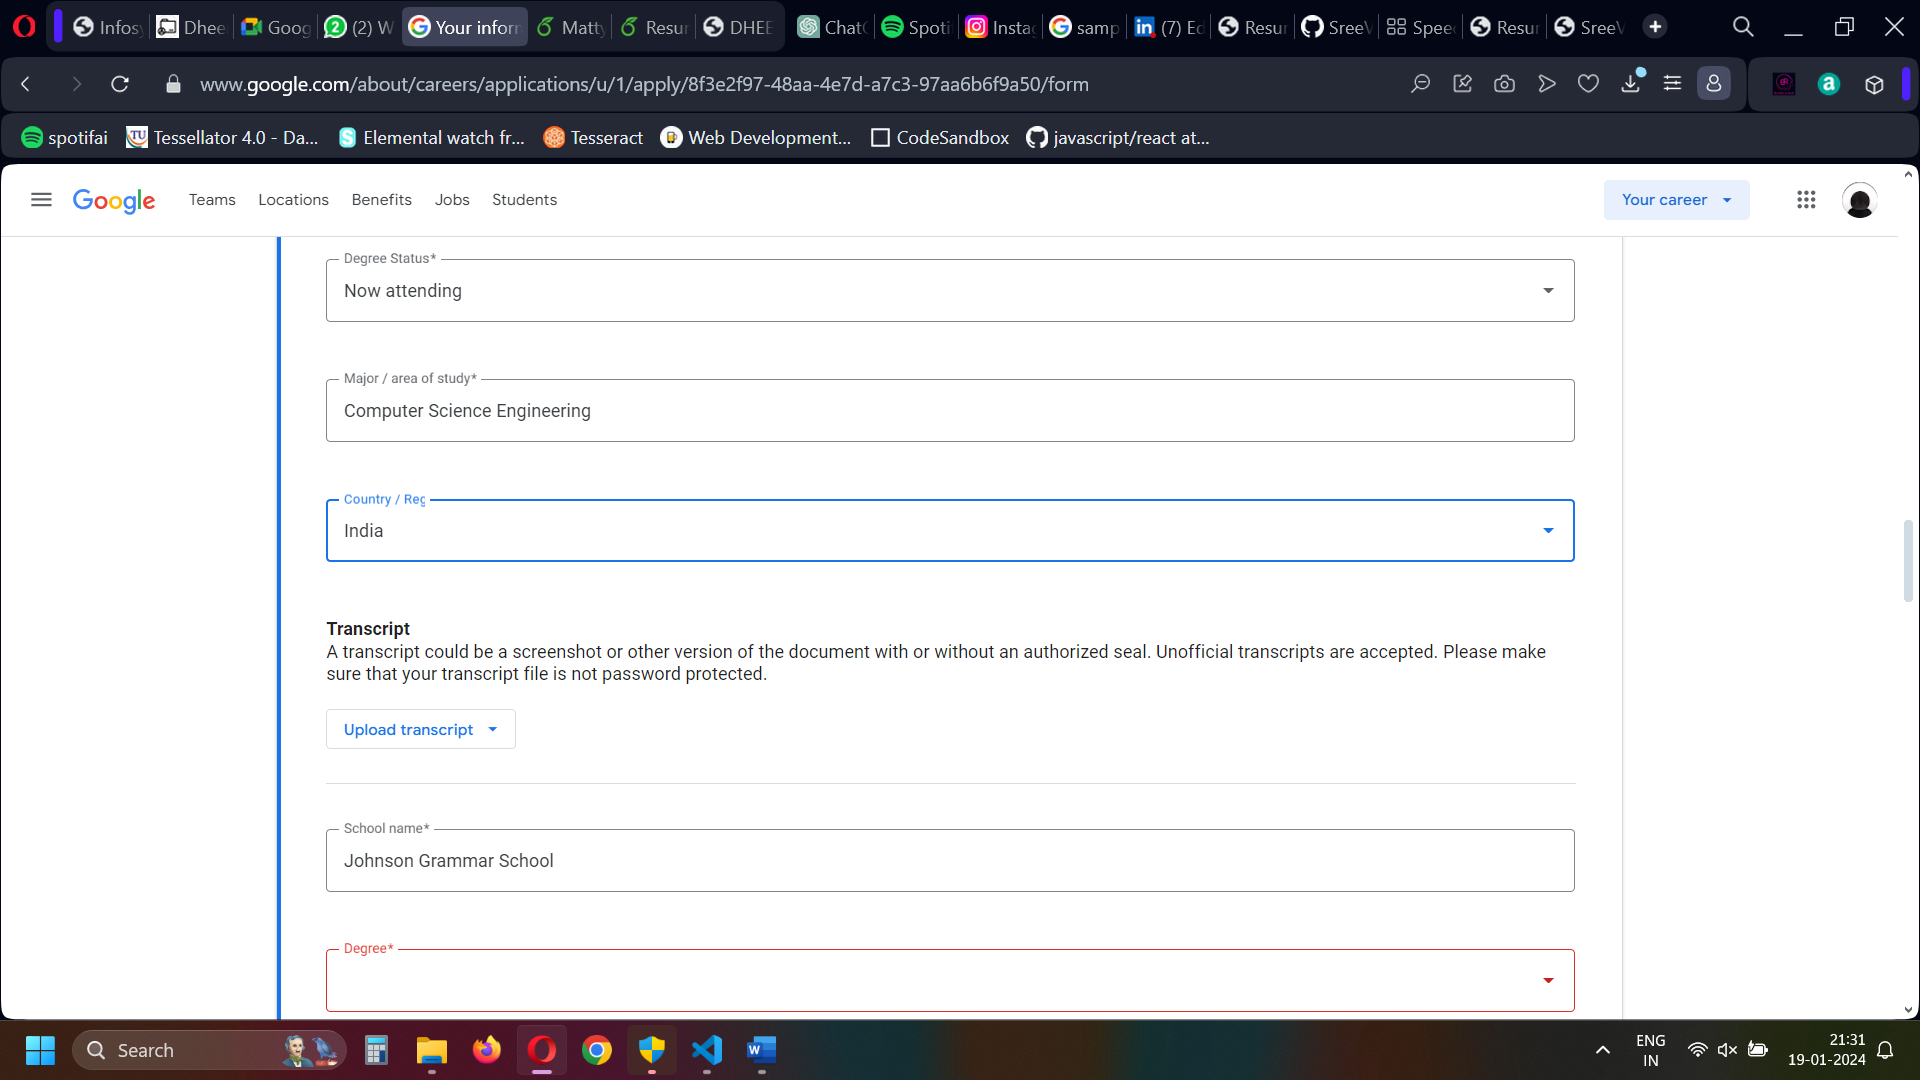 Infosy
Dhee
Goog
(2) W
Your inform
Matty
Resur
DHEE
ChatG
Spotif
Instag
samp
(7) Ed
Resur
SreeV
Speed
Resur
SreeV
www.google.com/about/careers/applications/u/1/apply/8f3e2f97-48aa-4e7d-a7c3-97aa6b6f9a50/form
spotifai
Tessellator 4.0 - Da...
Elemental watch fr...
Tesseract
Web Development...
CodeSandbox
javascript/react at...
Google
Teams
Locations
Benefits
Jobs
Students
Your career
Degree Status*
Now attending
Major / area of study*
Computer Science Engineering
Country / Reg
India
Transcript
A transcript could be a screenshot or other version of the document with or without an authorized seal. Unofficial transcripts are accepted. Please make
sure that your transcript file is not password protected.
Upload transcript
School name*
Johnson Grammar School
Degree*
Search
ENG
IN
21:31
19-01-2024